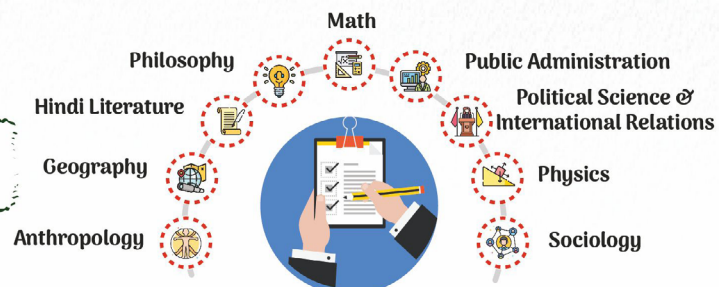 Math
Philosophy
Public Administration
Hindi Literature
Political Science &
International Relations
Geography
Physics
Anthropology
Sociology